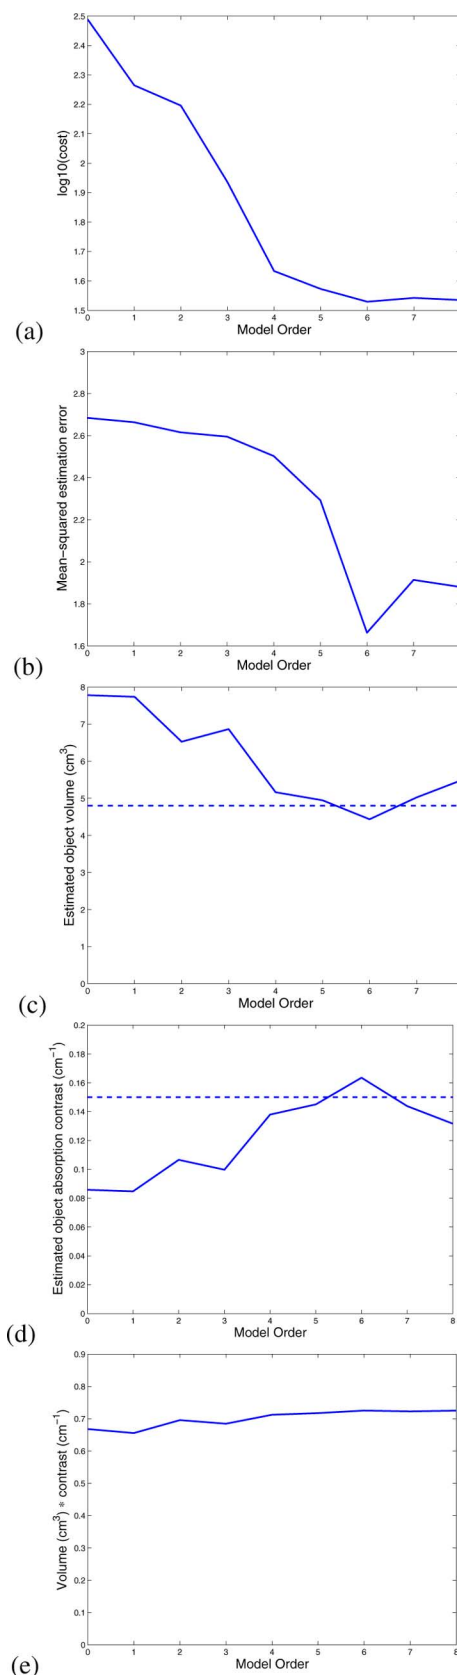 2.5
2.4
2.3
2.2
2.1
2
1.9
1.8
1.7
1.6
1.5
log10(cost)
0 1 2 3 4 5 6 7
Model Order
(a)
3
2.8
2.6
2.4
2.2
2
1.8
1.6
Mean-squared estimation error
0 1 2 3 4 5 6 7
Model Order
(b)
8
7
6
5
4
3
2
1
0
Estimated object volume (cm³)
0 1 2 3 4 5 6 7
Model Order
(c)
0.2
0.18
0.16
0.14
0.12
0.1
0.08
0.06
0.04
0.02
0
Estimated object absorption contrast (cm⁻¹)
0 1 2 3 4 5 6 7 8
Model Order
(d)
0.9
0.8
0.7
0.6
0.5
0.4
0.3
0.2
0.1
0
Volume (cm³) * contrast (cm⁻¹)
0 1 2 3 4 5 6 7 8
Model Order
(e)